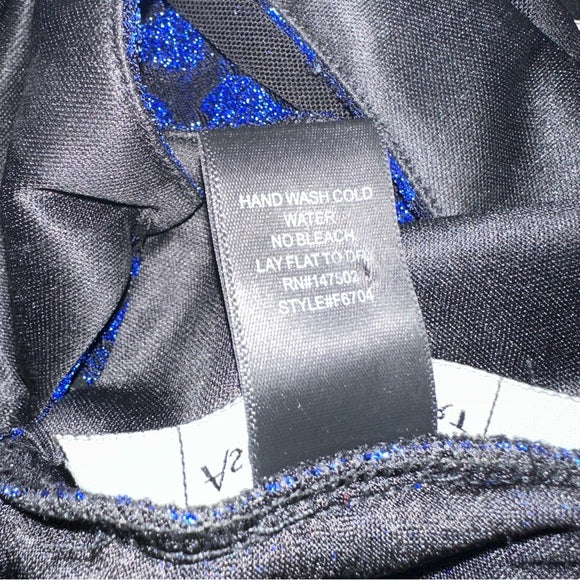 HAND WASH COLD
WATER
NO BLEACH
LAY FLAT TO DRY
RN#147502
STYLE#F6704